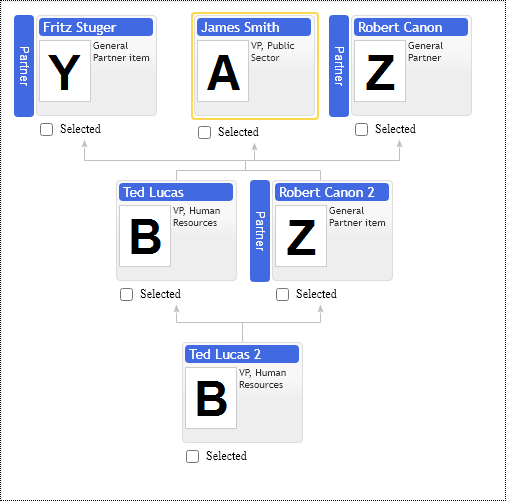 Partner
Fritz Stuger
Y
General
Partner item
Selected
James Smith
A
VP, Public
Sector
Selected
Partner
Robert Canon
Z
General
Partner
Selected
Ted Lucas
B
VP, Human
Resources
Selected
Partner
Robert Canon 2
Z
General
Partner item
Selected
Ted Lucas 2
B
VP, Human
Resources
Selected